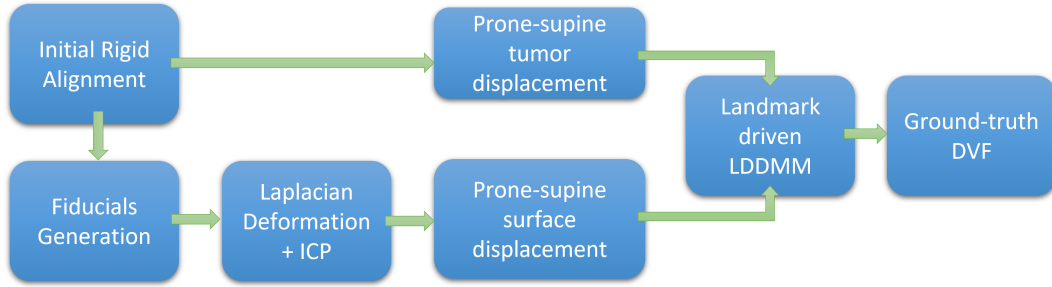 Initial Rigid
Alignment
Prone-supine
tumor
displacement
Landmark
driven
LDDMM
Ground-truth
DVF
Fiducials
Generation
Laplacian
Deformation
+ ICP
Prone-supine
surface
displacement